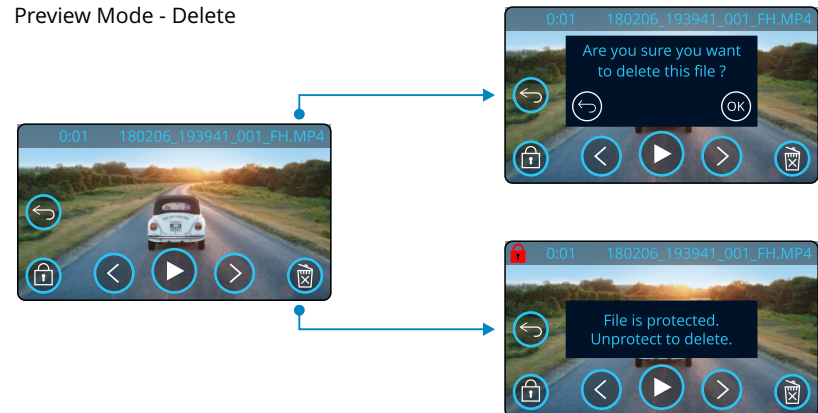 Preview Mode - Delete
0:01 180206_193941_001_FH.MP4
0:01 180206_193941_001_FH.MP4
Are you sure you want
to delete this file ?
OK
0:01 180206_193941_001_FH.MP4
File is protected.
Unprotect to delete.